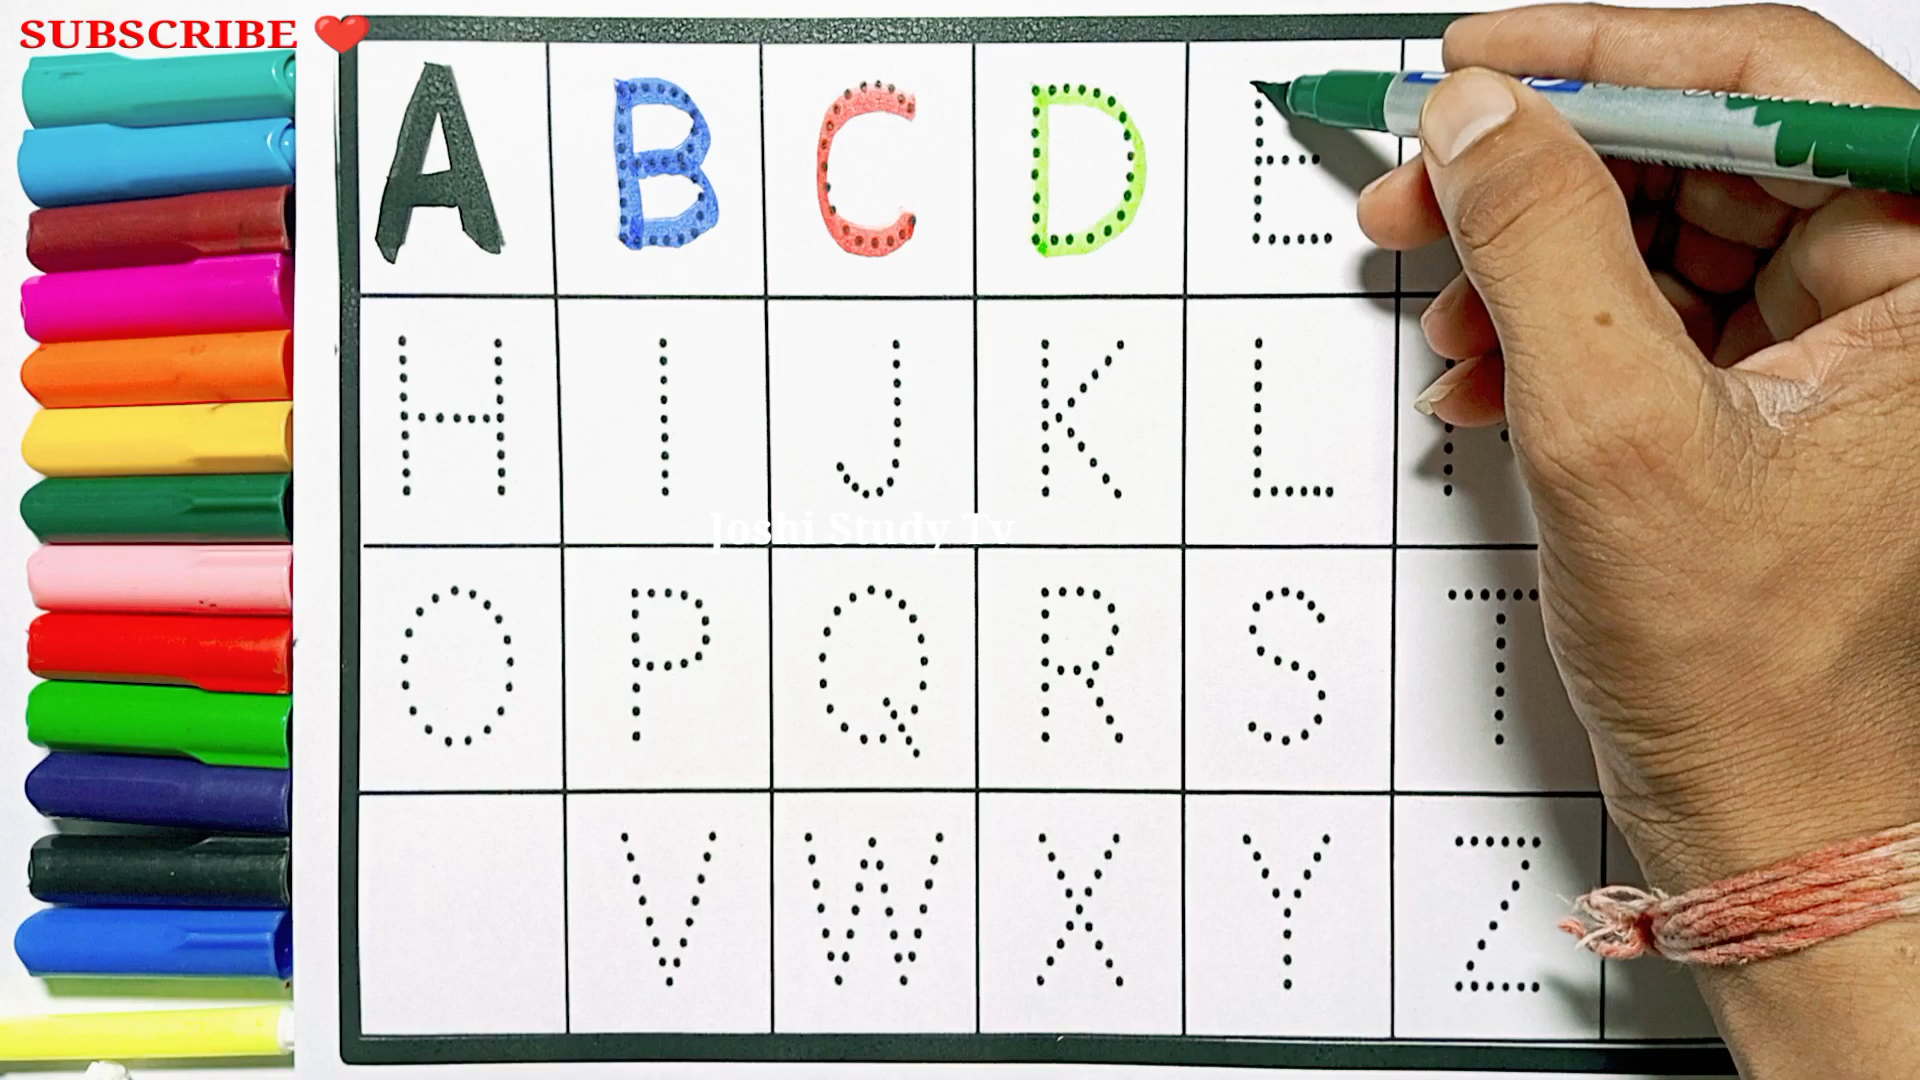 SUBSCRIBE ❤️
A B C D E
H I J K L
Joshi Study Tv
O P Q R S T
V W X Y Z